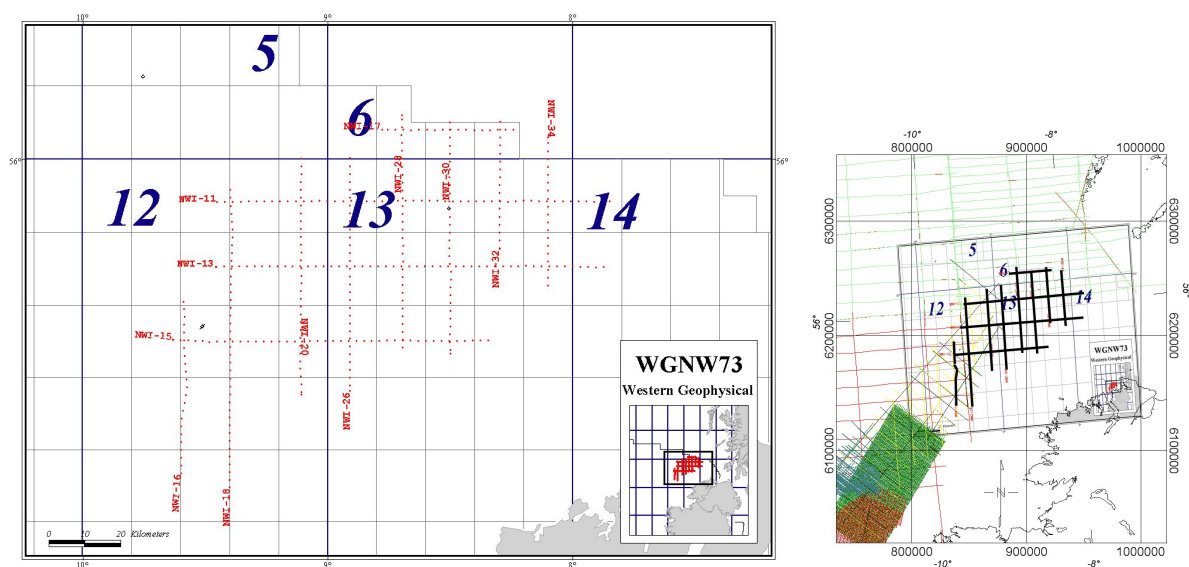 10°
9°
8°
5
6
NWI-17
NWI-34
56°
56°
NWI-28
NWI-30
12
NWI-11
13
14
NWI-13
NWI-32
NWI-15
NWI-20
NWI-26
NWI-16
NWI-18
WGNW73
Western Geophysical
0 10 20 Kilometers
10°
9°
8°
-10°
-8°
800000
900000
1000000
6300000
6300000
5
6
12
13
14
56°
56°
6200000
6200000
WGNW73
Western Geophysical
6100000
6100000
N
800000
900000
1000000
-10°
-8°